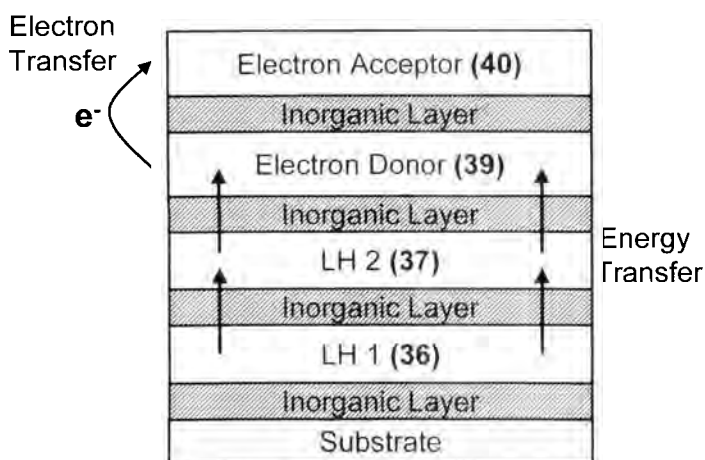 Electron
Transfer
e-
Electron Acceptor (40)
Inorganic Layer
Electron Donor (39)
Inorganic Layer
LH 2 (37)
Inorganic Layer
LH 1 (36)
Inorganic Layer
Substrate
Energy
Transfer